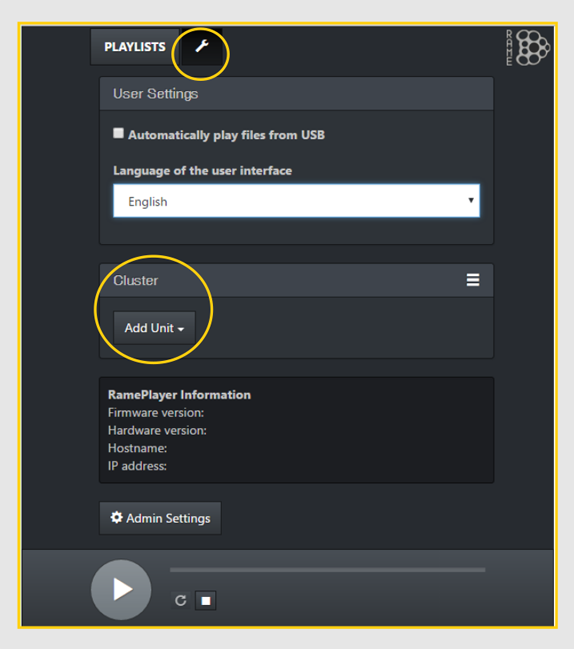 PLAYLISTS
RAME
User Settings
Automatically play files from USB
Language of the user interface
English
Cluster
Add Unit
RamePlayer Information
Firmware version:
Hardware version:
Hostname:
IP address:
Admin Settings